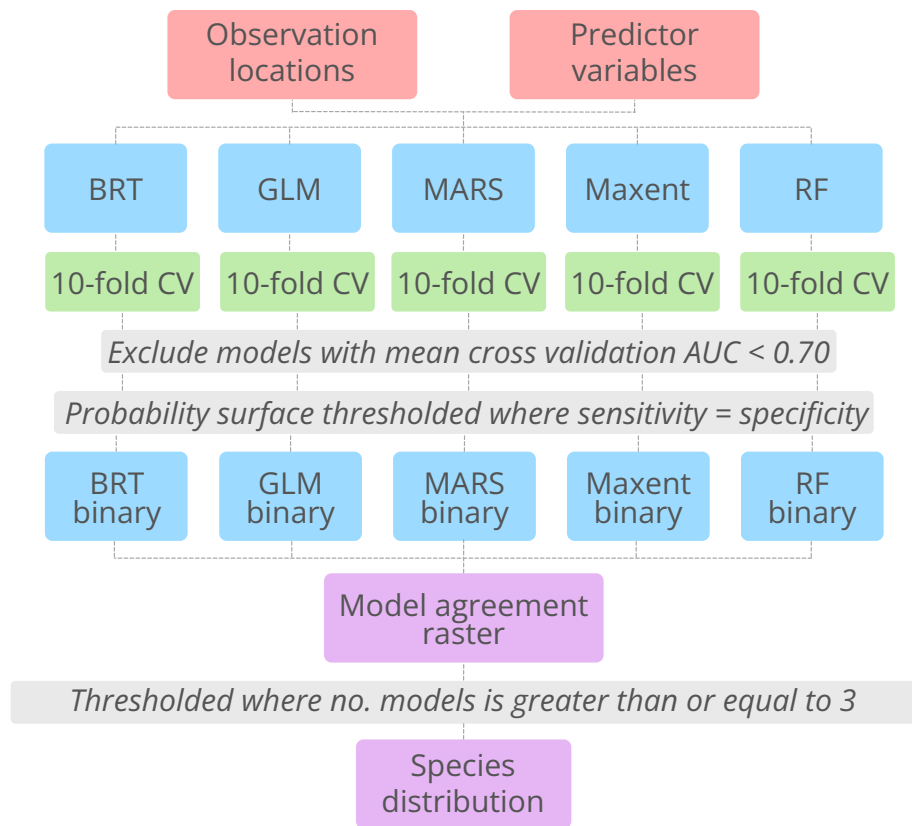 Observation
locations
Predictor
variables
BRT
GLM
MARS
Maxent
RF
10-fold CV
10-fold CV
10-fold CV
10-fold CV
10-fold CV
Exclude models with mean cross validation AUC < 0.70
Probability surface thresholded where sensitivity = specificity
BRT
binary
GLM
binary
MARS
binary
Maxent
binary
RF
binary
Model agreement
raster
Thresholded where no. models is greater than or equal to 3
Species
distribution